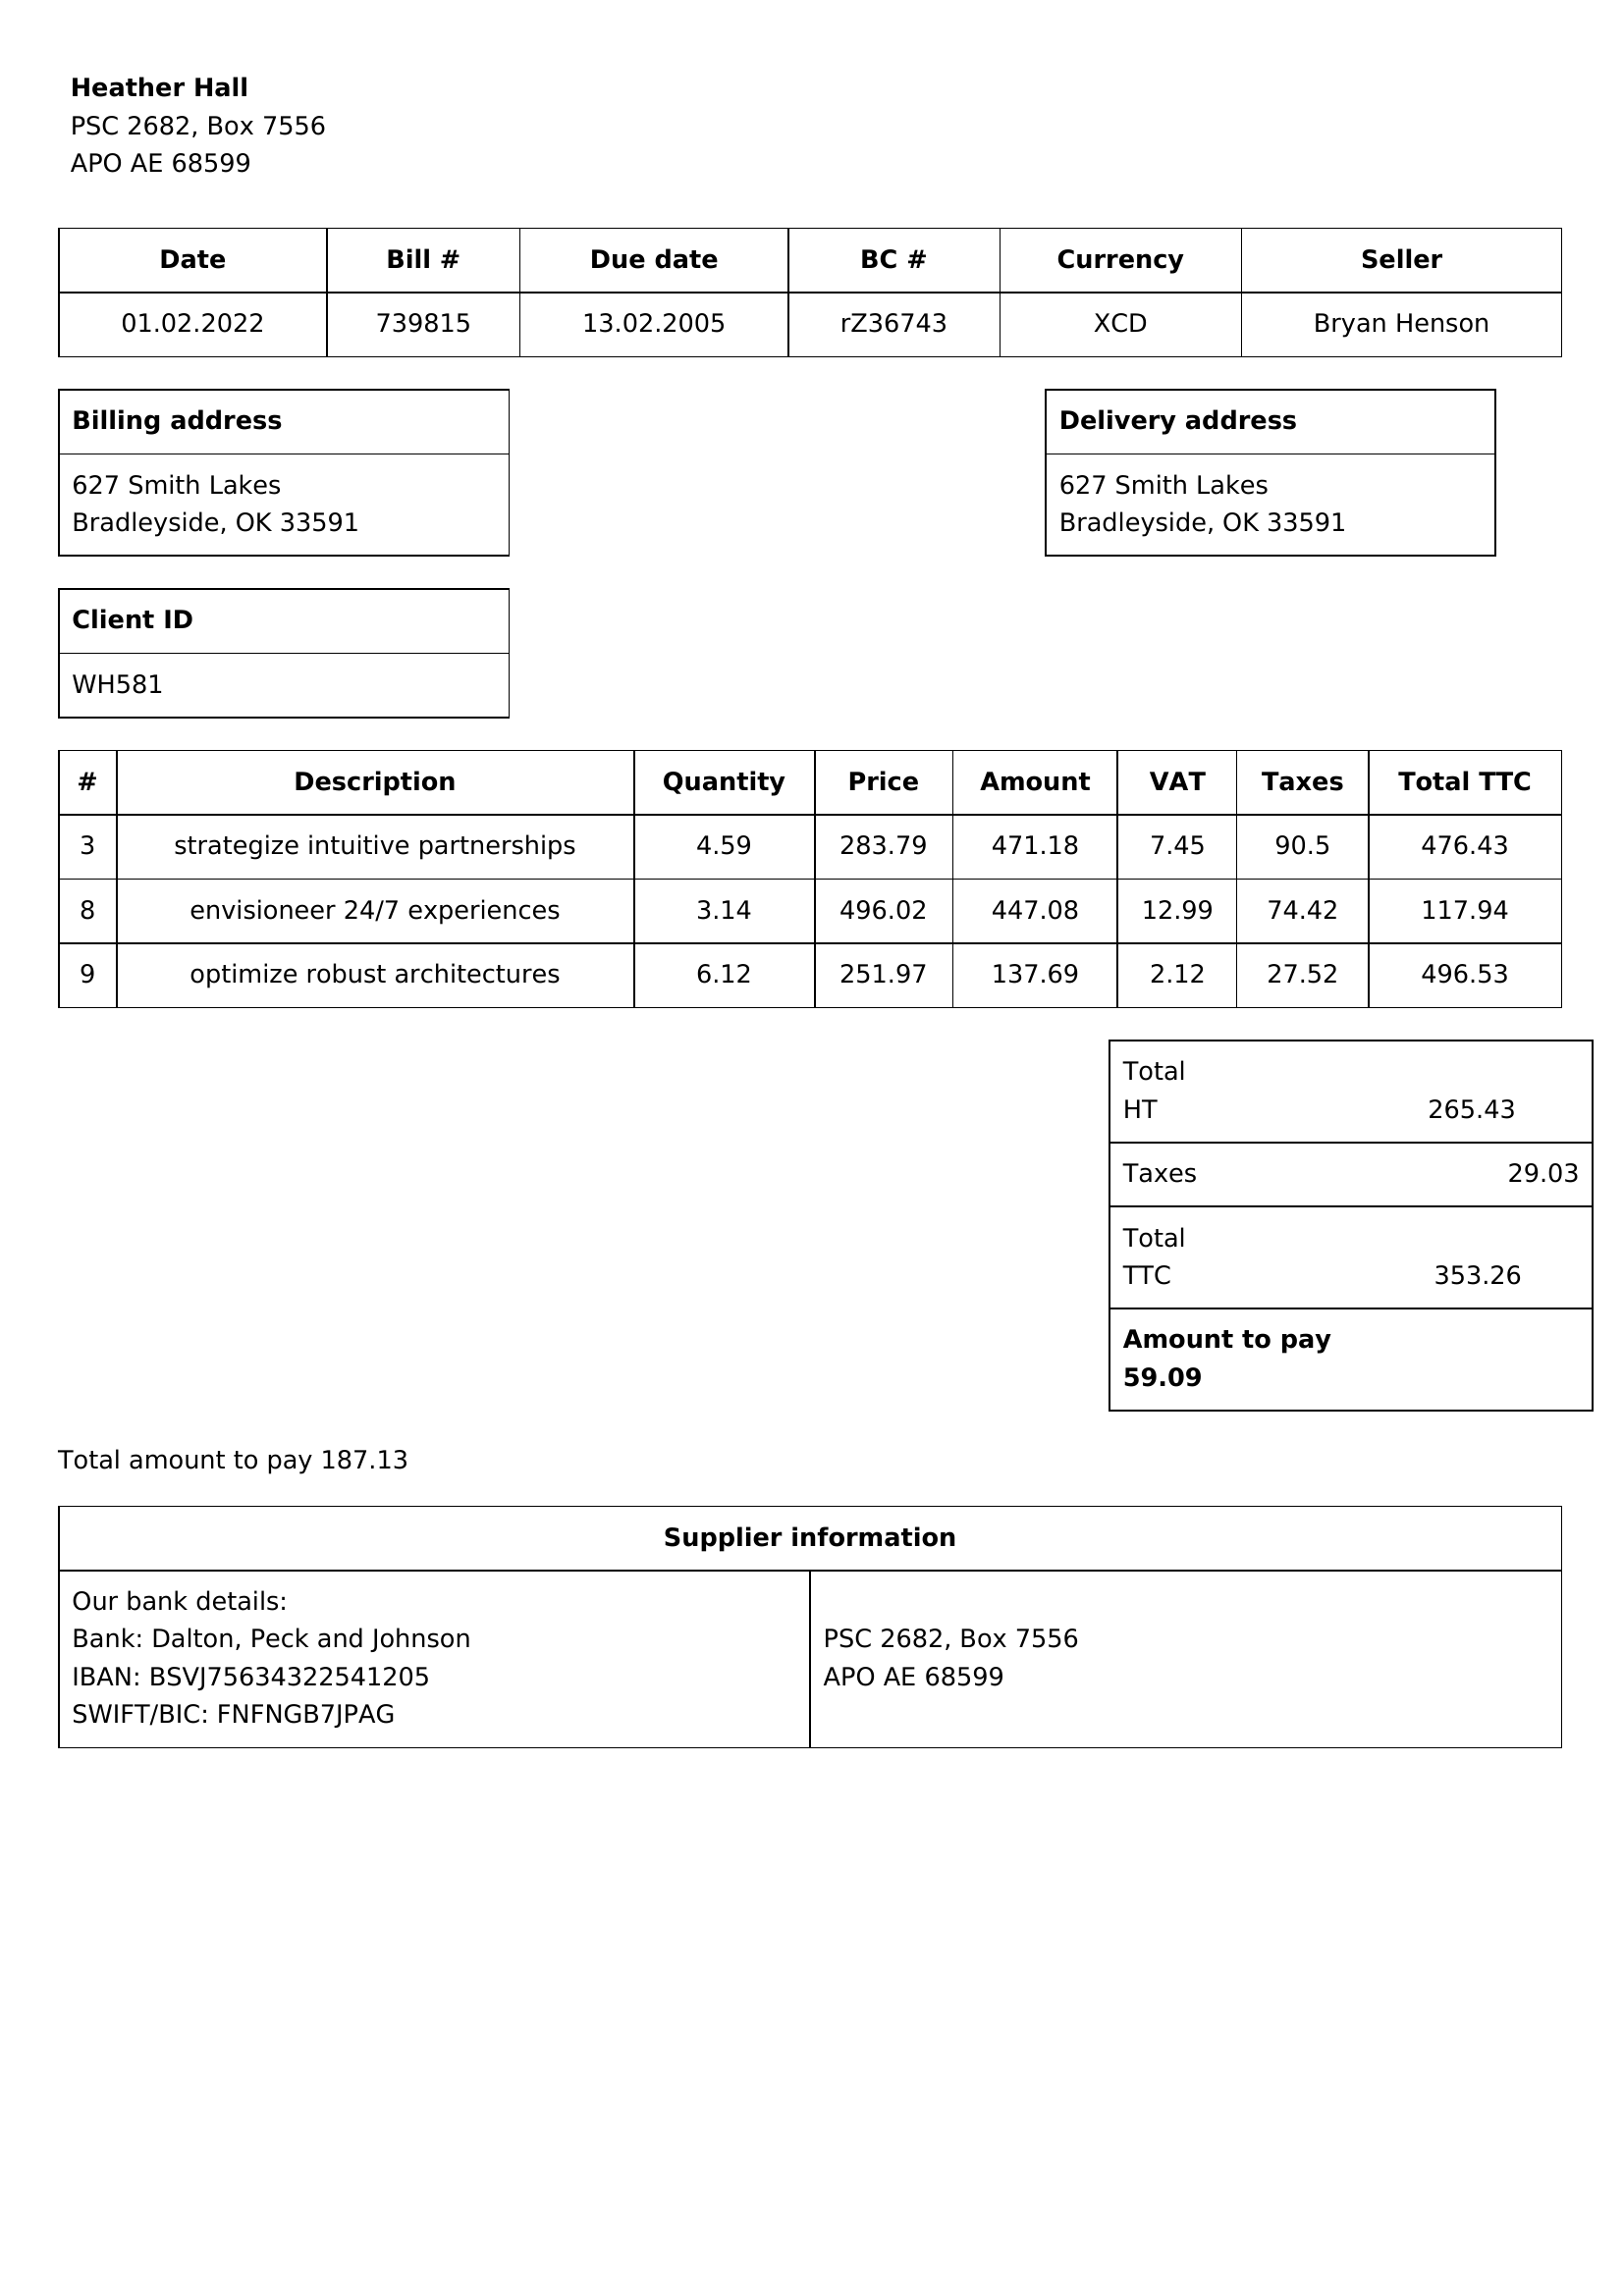 Heather Hall
PSC 2682, Box 7556
APO AE 68599
Date Bill # Due date BC # Currency Seller
01.02.2022 739815 13.02.2005 rZ36743 XCD Bryan Henson
Billing address
627 Smith Lakes
Bradleyside, OK 33591
Delivery address
627 Smith Lakes
Bradleyside, OK 33591
Client ID
WH581
# Description Quantity Price Amount VAT Taxes Total TTC
3 strategize intuitive partnerships 4.59 283.79 471.18 7.45 90.5 476.43
8 envisioneer 24/7 experiences 3.14 496.02 447.08 12.99 74.42 117.94
9 optimize robust architectures 6.12 251.97 137.69 2.12 27.52 496.53
Total
HT 265.43
Taxes 29.03
Total
TTC 353.26
Amount to pay
59.09
Total amount to pay 187.13
Supplier information
Our bank details:
Bank: Dalton, Peck and Johnson
IBAN: BSVJ75634322541205
SWIFT/BIC: FNFNGB7JPAG
PSC 2682, Box 7556
APO AE 68599